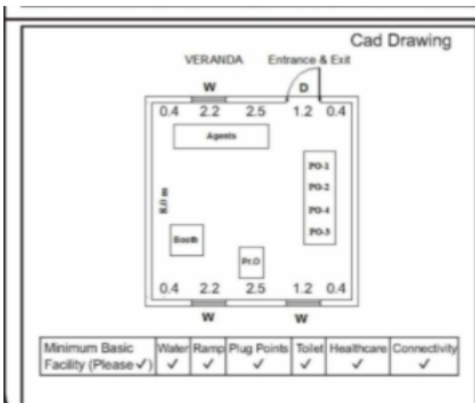 Cad Drawing
VERANDA Entrance & Exit
W D
0.4 2.2 2.5 1.2 0.4
Agents
PO-1
PO-2
8.0 m
PO-4
Booth
PO-3
Pr.O
0.4 2.2 2.5 1.2 0.4
W W
Minimum Basic Water Ramp Plug Points Toilet Healthcare Connectivity
Facility (Please ✓) ✓ ✓ ✓ ✓ ✓ ✓